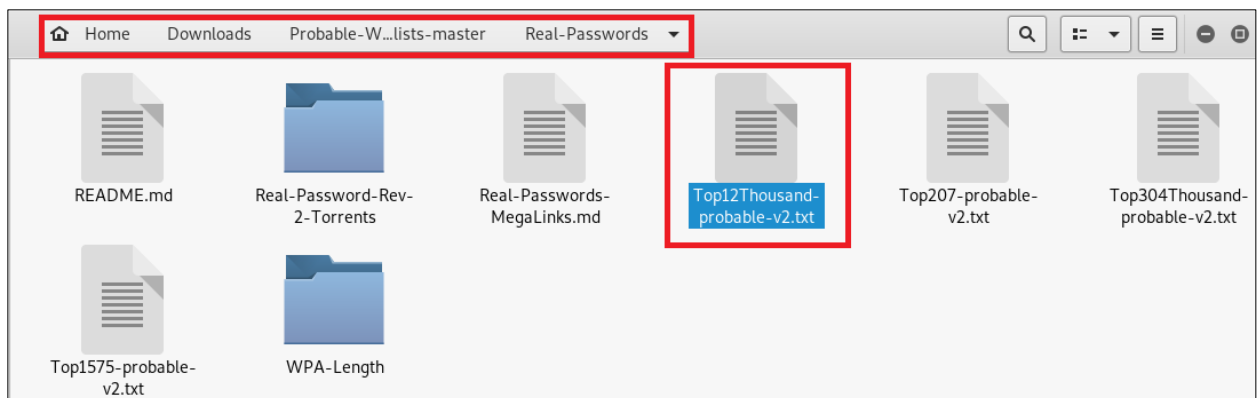 Home Downloads Probable-W...lists-master Real-Passwords
README.md
Real-Password-Rev-
2-Torrents
Real-Passwords-
MegaLinks.md
Top12Thousand-
probable-v2.txt
Top207-probable-
v2.txt
Top304Thousand-
probable-v2.txt
Top1575-probable-
v2.txt
WPA-Length